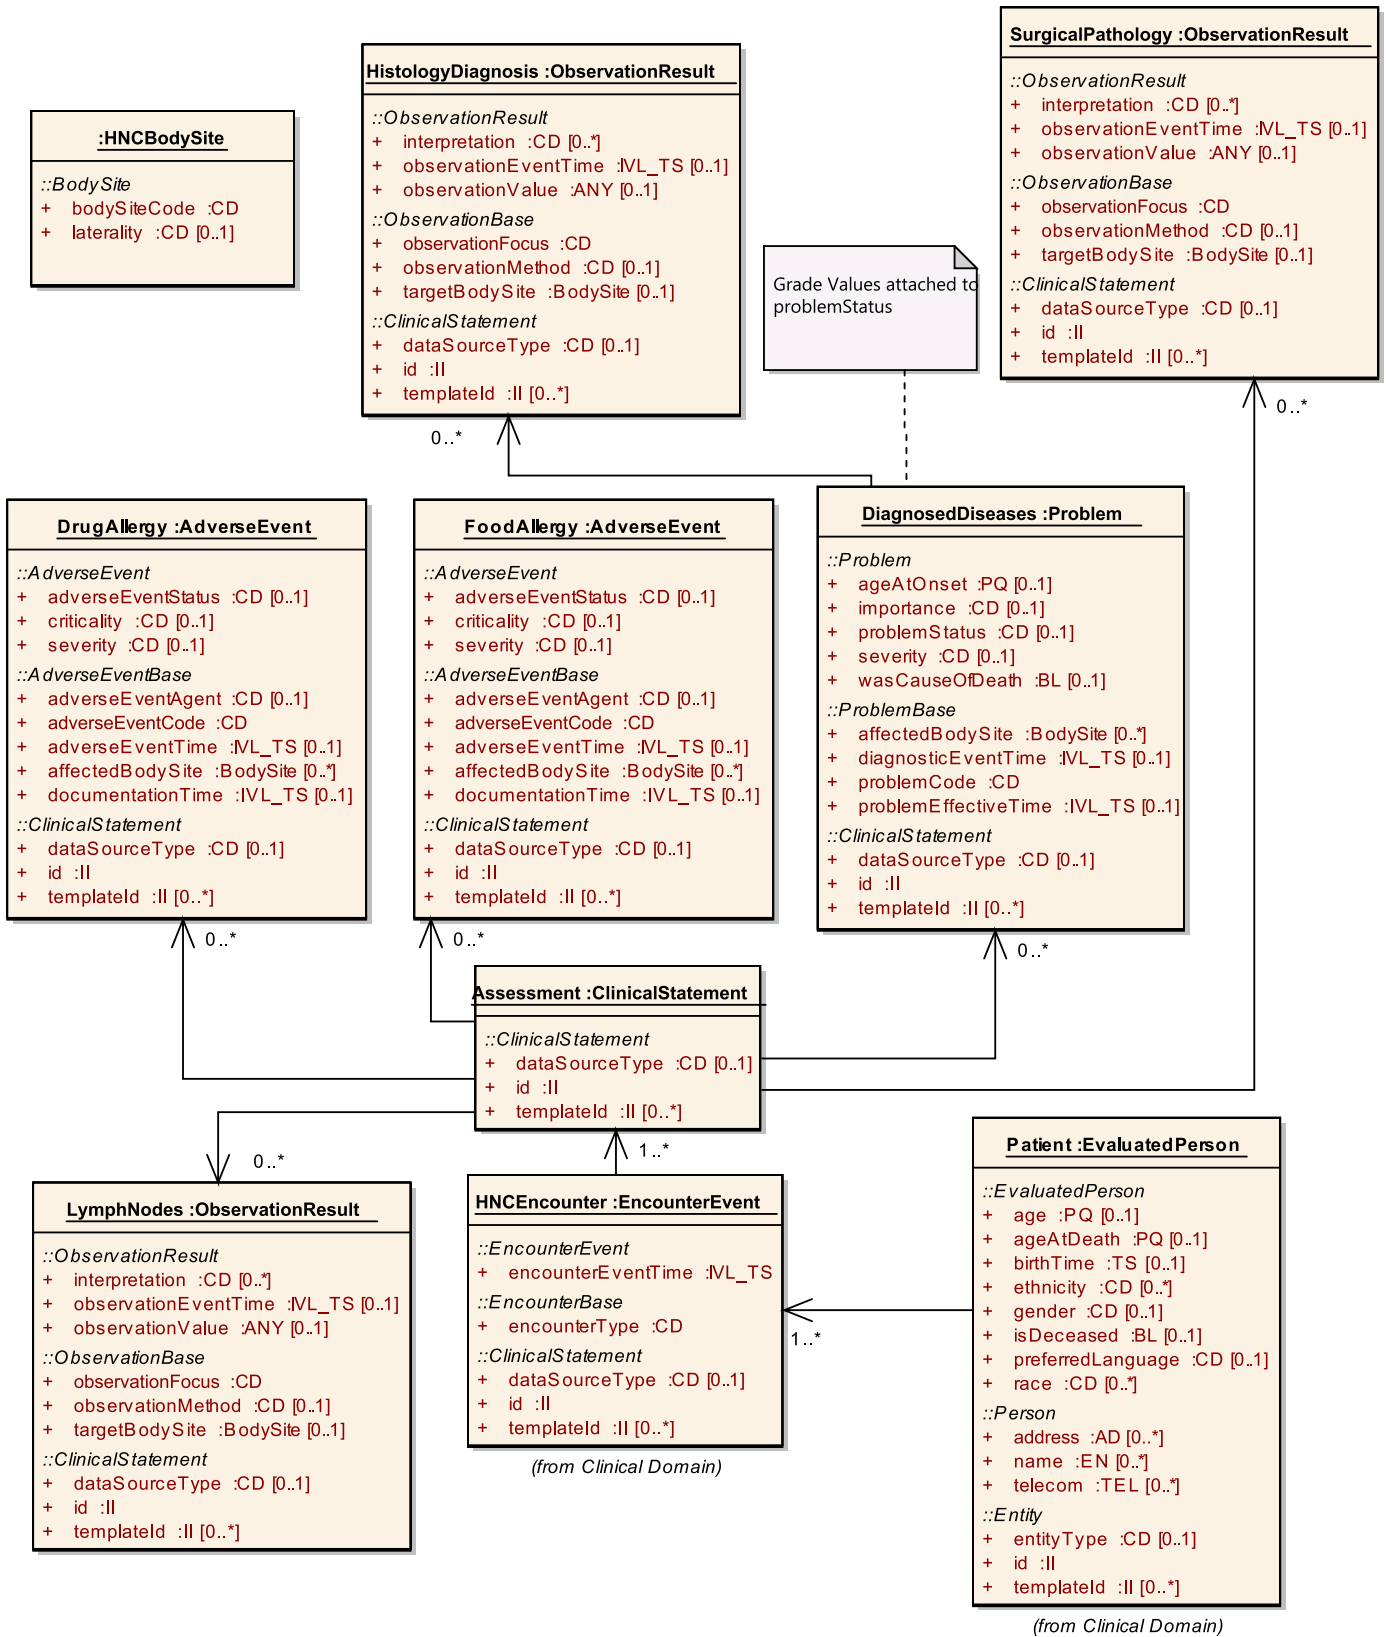 SurgicalPathology :ObservationResult
::ObservationResult
+ interpretation :CD [0..*]
+ observationEventTime :IVL_TS [0..1]
+ observationValue :ANY [0..1]
::ObservationBase
+ observationFocus :CD
+ observationMethod :CD [0..1]
+ targetBodySite :BodySite [0..1]
::ClinicalStatement
+ dataSourceType :CD [0..1]
+ id :II
+ templateId :II [0..*]
0..*
HistologyDiagnosis :ObservationResult
::ObservationResult
+ interpretation :CD [0..*]
+ observationEventTime :IVL_TS [0..1]
+ observationValue :ANY [0..1]
::ObservationBase
+ observationFocus :CD
+ observationMethod :CD [0..1]
+ targetBodySite :BodySite [0..1]
::ClinicalStatement
+ dataSourceType :CD [0..1]
+ id :II
+ templateId :II [0..*]
0..*
:HNCBodySite
::BodySite
+ bodySiteCode :CD
+ laterality :CD [0..1]
Grade Values attached to
problemStatus
DrugAllergy :AdverseEvent
::AdverseEvent
+ adverseEventStatus :CD [0..1]
+ criticality :CD [0..1]
+ severity :CD [0..1]
::AdverseEventBase
+ adverseEventAgent :CD [0..1]
+ adverseEventCode :CD
+ adverseEventTime :IVL_TS [0..1]
+ affectedBodySite :BodySite [0..*]
+ documentationTime :IVL_TS [0..1]
::ClinicalStatement
+ dataSourceType :CD [0..1]
+ id :II
+ templateId :II [0..*]
0..*
FoodAllergy :AdverseEvent
::AdverseEvent
+ adverseEventStatus :CD [0..1]
+ criticality :CD [0..1]
+ severity :CD [0..1]
::AdverseEventBase
+ adverseEventAgent :CD [0..1]
+ adverseEventCode :CD
+ adverseEventTime :IVL_TS [0..1]
+ affectedBodySite :BodySite [0..*]
+ documentationTime :IVL_TS [0..1]
::ClinicalStatement
+ dataSourceType :CD [0..1]
+ id :II
+ templateId :II [0..*]
0..*
DiagnosedDiseases :Problem
::Problem
+ ageAtOnset :PQ [0..1]
+ importance :CD [0..1]
+ problemStatus :CD [0..1]
+ severity :CD [0..1]
+ wasCauseOfDeath :BL [0..1]
::ProblemBase
+ affectedBodySite :BodySite [0..*]
+ diagnosticEventTime :IVL_TS [0..1]
+ problemCode :CD
+ problemEffectiveTime :IVL_TS [0..1]
::ClinicalStatement
+ dataSourceType :CD [0..1]
+ id :II
+ templateId :II [0..*]
0..*
Assessment :ClinicalStatement
::ClinicalStatement
+ dataSourceType :CD [0..1]
+ id :II
+ templateId :II [0..*]
1..*
0..*
LymphNodes :ObservationResult
::ObservationResult
+ interpretation :CD [0..*]
+ observationEventTime :IVL_TS [0..1]
+ observationValue :ANY [0..1]
::ObservationBase
+ observationFocus :CD
+ observationMethod :CD [0..1]
+ targetBodySite :BodySite [0..1]
::ClinicalStatement
+ dataSourceType :CD [0..1]
+ id :II
+ templateId :II [0..*]
HNCEncounter :EncounterEvent
::EncounterEvent
+ encounterEventTime :IVL_TS
::EncounterBase
+ encounterType :CD
::ClinicalStatement
+ dataSourceType :CD [0..1]
+ id :II
+ templateId :II [0..*]
(from Clinical Domain)
1..*
Patient :EvaluatedPerson
::EvaluatedPerson
+ age :PQ [0..1]
+ ageAtDeath :PQ [0..1]
+ birthTime :TS [0..1]
+ ethnicity :CD [0..*]
+ gender :CD [0..1]
+ isDeceased :BL [0..1]
+ preferredLanguage :CD [0..1]
+ race :CD [0..*]
::Person
+ address :AD [0..*]
+ name :EN [0..*]
+ telecom :TEL [0..*]
::Entity
+ entityType :CD [0..1]
+ id :II
+ templateId :II [0..*]
(from Clinical Domain)